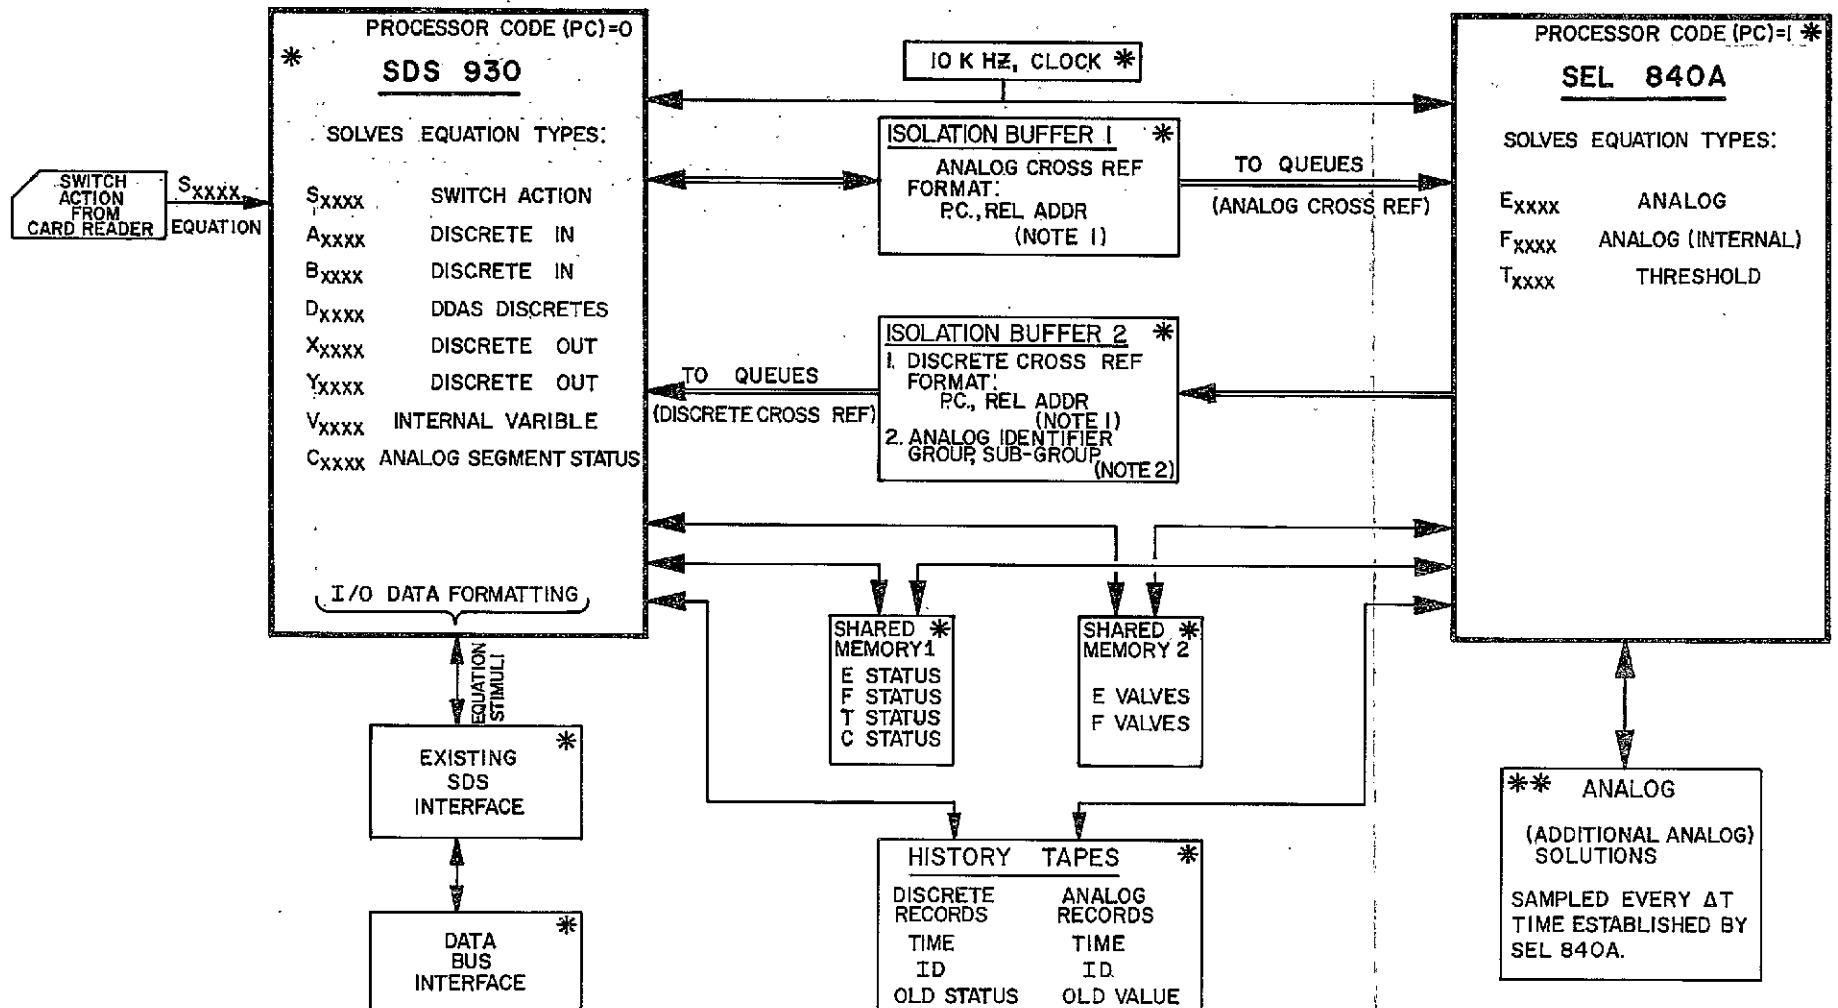 PROCESSOR CODE (PC)=0
*
SDS 930
SOLVES EQUATION TYPES:
SXXXX SWITCH ACTION
AXXXX DISCRETE IN
BXXXX DISCRETE IN
DXXXX DDAS DISCRETES
XXXXX DISCRETE OUT
YXXXX DISCRETE OUT
VXXXX INTERNAL VARIBLE
CXXXX ANALOG SEGMENT STATUS
I/O DATA FORMATTING
SWITCH
ACTION
FROM
CARD READER
SXXXX
EQUATION
EQUATION
STIMULI
EXISTING *
SDS
INTERFACE
DATA *
BUS
INTERFACE
10 K HZ, CLOCK *
ISOLATION BUFFER 1 *
ANALOG CROSS REF
FORMAT:
P.C., REL ADDR
(NOTE 1)
TO QUEUES
(ANALOG CROSS REF)
ISOLATION BUFFER 2 *
1. DISCRETE CROSS REF
FORMAT:
P.C., REL ADDR
(NOTE 1)
2. ANALOG IDENTIFIER
GROUP, SUB-GROUP
(NOTE 2)
TO QUEUES
(DISCRETE CROSS REF)
SHARED *
MEMORY 1
E STATUS
F STATUS
T STATUS
C STATUS
SHARED *
MEMORY 2
E VALVES
F VALVES
HISTORY TAPES *
DISCRETE
RECORDS
TIME
ID
OLD STATUS
ANALOG
RECORDS
TIME
ID
OLD VALUE
PROCESSOR CODE (PC)=1 *
SEL 840A
SOLVES EQUATION TYPES:
EXXXX ANALOG
FXXXX ANALOG (INTERNAL)
TXXXX THRESHOLD
** ANALOG
(ADDITIONAL ANALOG)
SOLUTIONS
SAMPLED EVERY ΔT
TIME ESTABLISHED BY
SEL 840A.